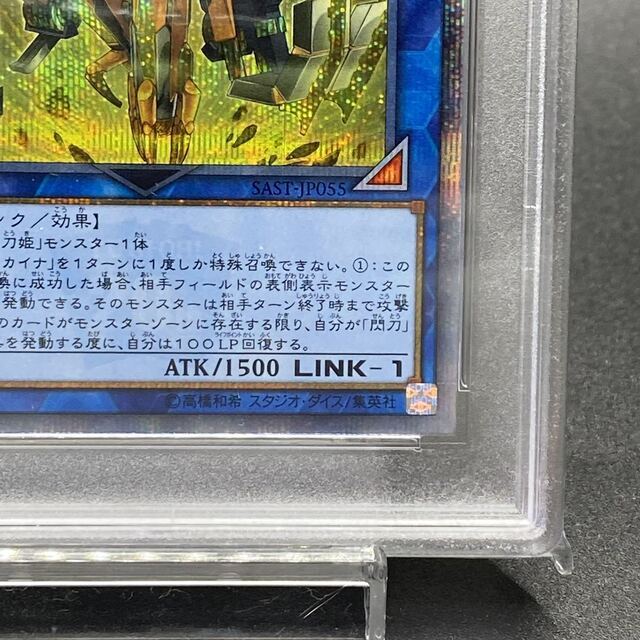 SAST-JP055
ンク／効果】
刀姫」モンスター1体
カイナ」を1ターンに1度しか特殊召喚できない。①：この
喚に成功した場合、相手フィールドの表側表示モンスター
発動できる。そのモンスターは相手ターン終了時まで攻撃
のカードがモンスターゾーンに存在する限り、自分が「閃刀」
を発動する度に、自分は100LP回復する。
ATK/1500 LINK-1
©高橋和希 スタジオ・ダイス/集英社